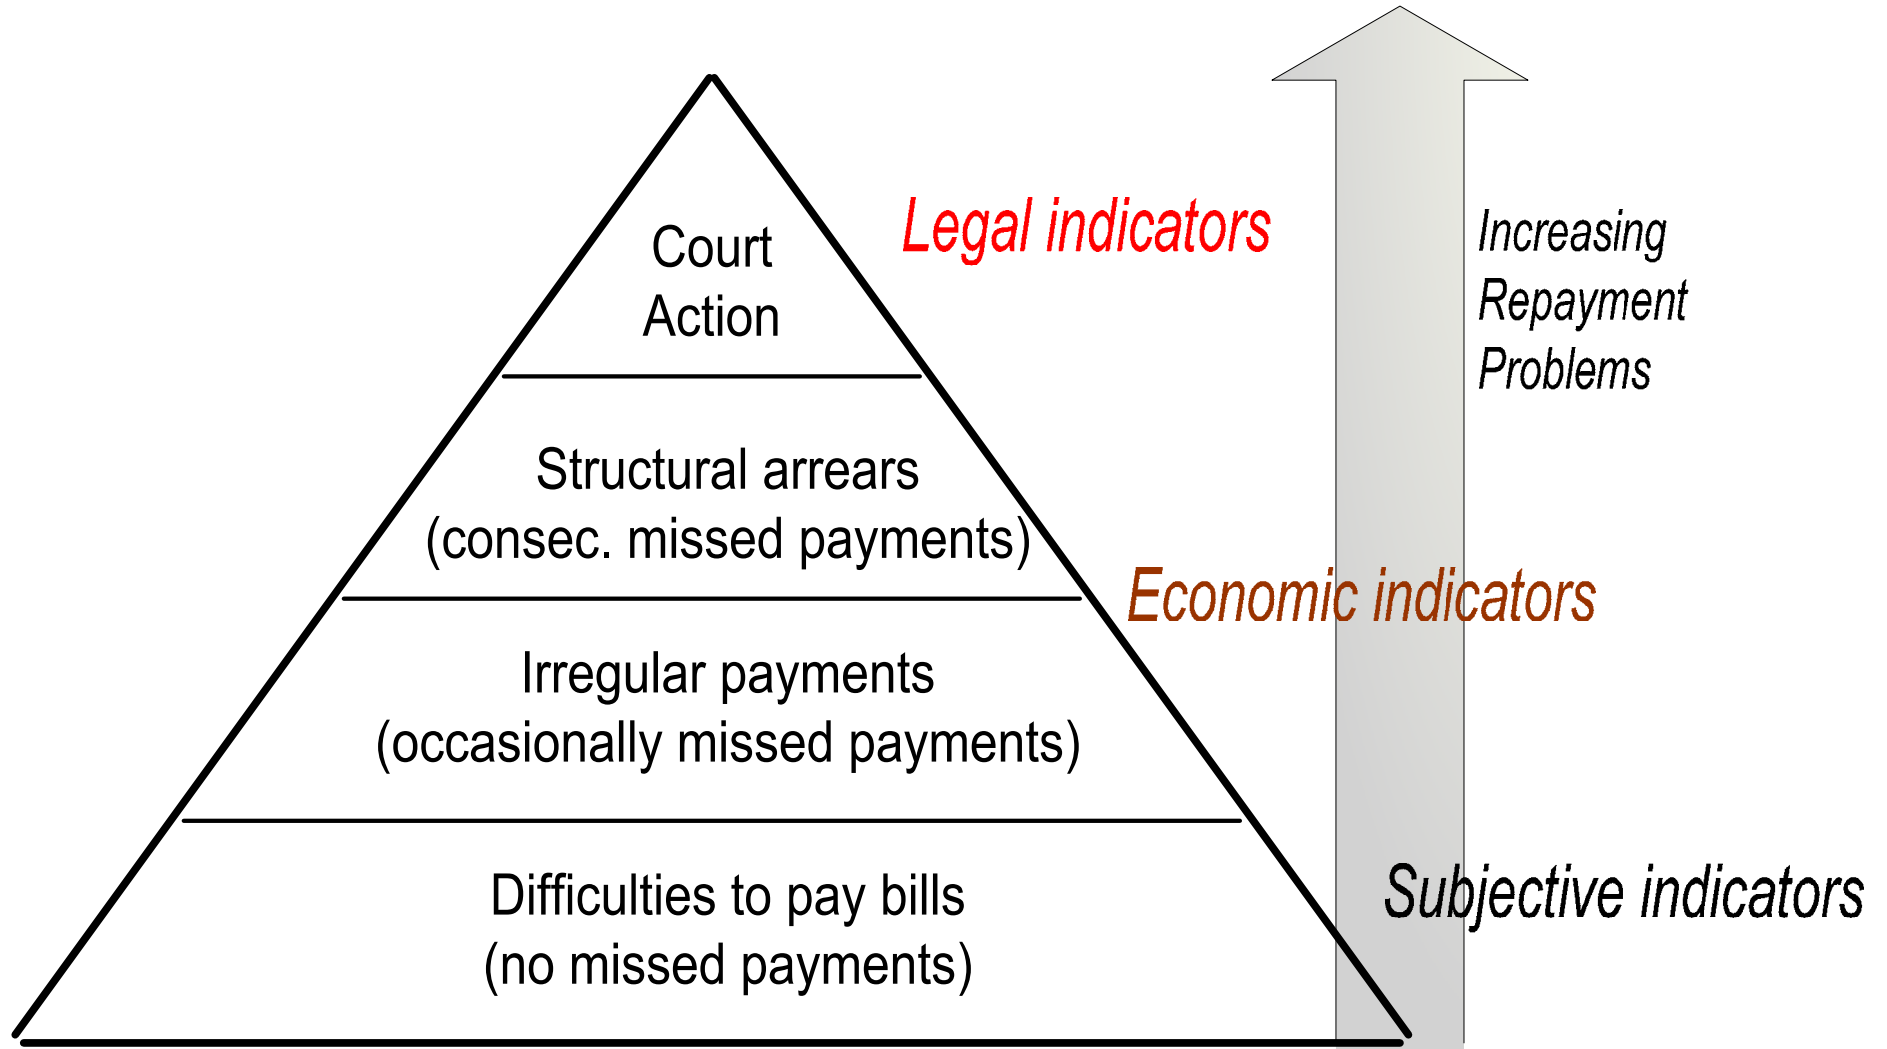 Court
Action
Legal indicators
Increasing
Repayment
Problems
Structural arrears
(consec. missed payments)
Economic indicators
Irregular payments
(occasionally missed payments)
Difficulties to pay bills
(no missed payments)
Subjective indicators